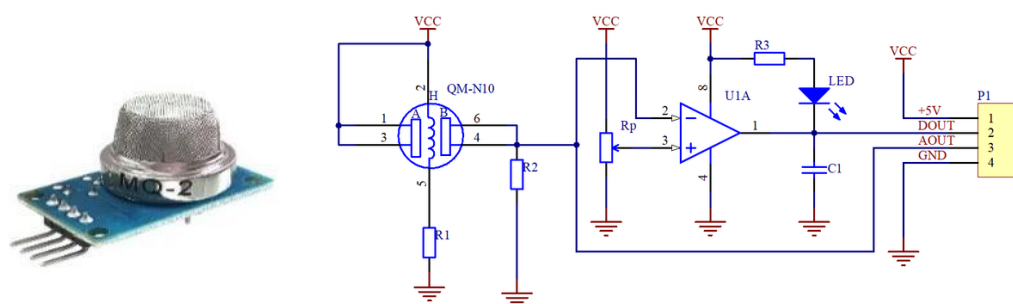 MQ-2
VCC
2
H
QM-N10
A
B
1
3
6
4
5
R1
R2
VCC
Rp
2
3
VCC
8
U1A
1
4
R3
LED
C1
VCC
P1
+5V 1
DOUT 2
AOUT 3
GND 4